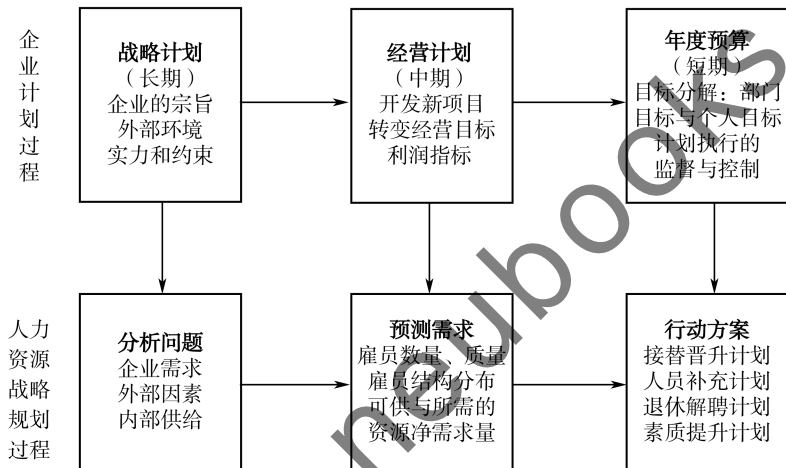 企
业
计
划
过
程
战略计划
（长期）
企业的宗旨
外部环境
实力和约束
经营计划
（中期）
开发新项目
转变经营目标
利润指标
年度预算
（短期）
目标分解：部门
目标与个人目标
计划执行的
监督与控制
人力
资源
战略
规划
过程
分析问题
企业需求
外部因素
内部供给
预测需求
雇员数量、质量
雇员结构分布
可供与所需的
资源净需求量
行动方案
接替晋升计划
人员补充计划
退休解聘计划
素质提升计划
neubooks